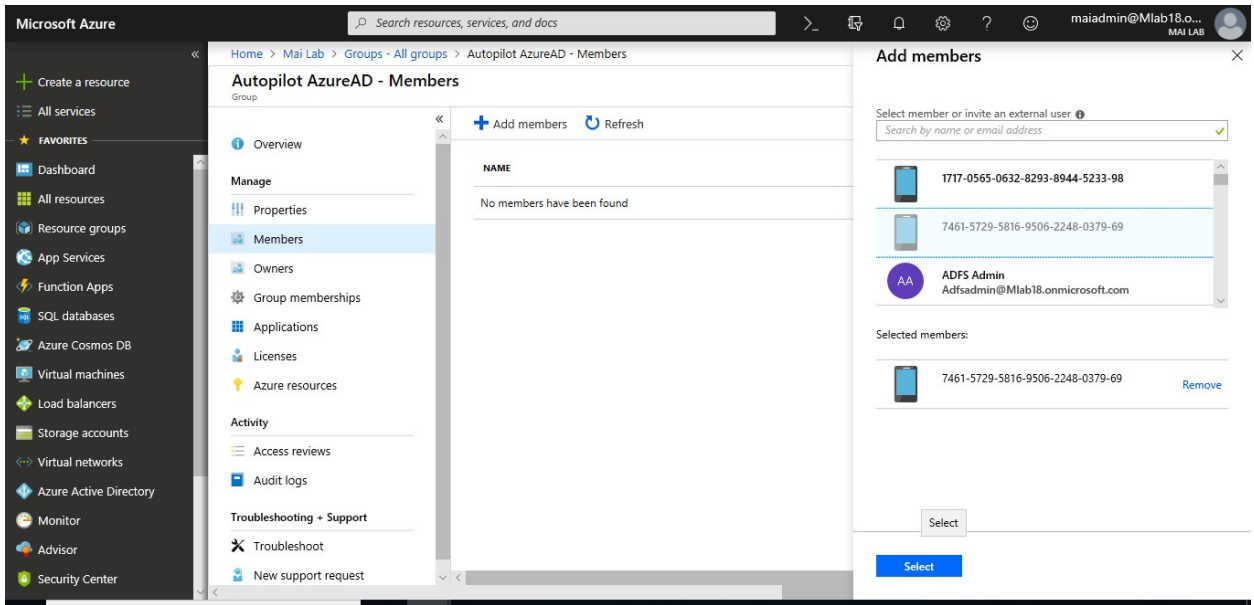 Microsoft Azure
Search resources, services, and docs
maiadmin@Mlab18.o...
MAI LAB
Create a resource
All services
FAVORITES
Dashboard
All resources
Resource groups
App Services
Function Apps
SQL databases
Azure Cosmos DB
Virtual machines
Load balancers
Storage accounts
Virtual networks
Azure Active Directory
Monitor
Advisor
Security Center
Home > Mai Lab > Groups - All groups > Autopilot AzureAD - Members
Autopilot AzureAD - Members
Group
Overview
Manage
Properties
Members
Owners
Group memberships
Applications
Licenses
Azure resources
Activity
Access reviews
Audit logs
Troubleshooting + Support
Troubleshoot
New support request
Add members
Refresh
NAME
No members have been found
Add members
Select member or invite an external user
Search by name or email address
1717-0565-0632-8293-8944-5233-98
7461-5729-5816-9506-2248-0379-69
AA
ADFS Admin
Adfsadmin@Mlab18.onmicrosoft.com
Selected members:
7461-5729-5816-9506-2248-0379-69
Remove
Select
Select